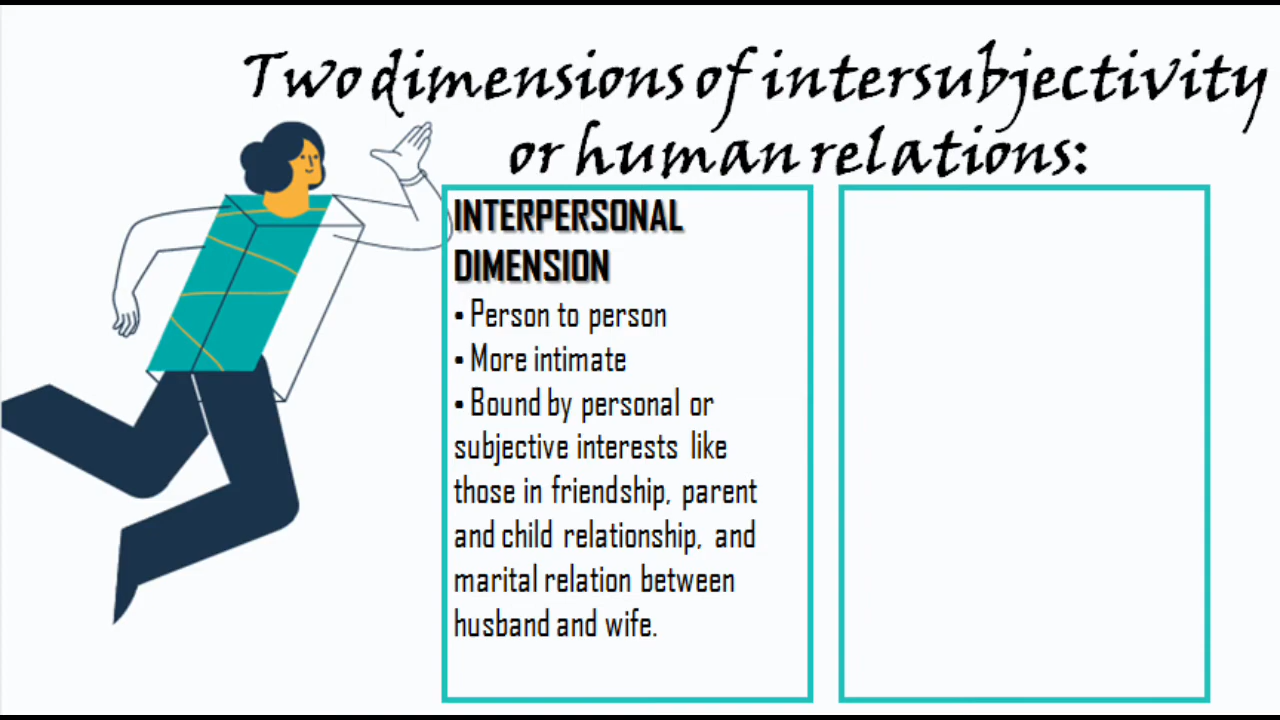 Two dimensions of intersubjectivity
or human relations:
INTERPERSONAL
DIMENSION
• Person to person
• More intimate
• Bound by personal or
subjective interests like
those in friendship, parent
and child relationship, and
marital relation between
husband and wife.